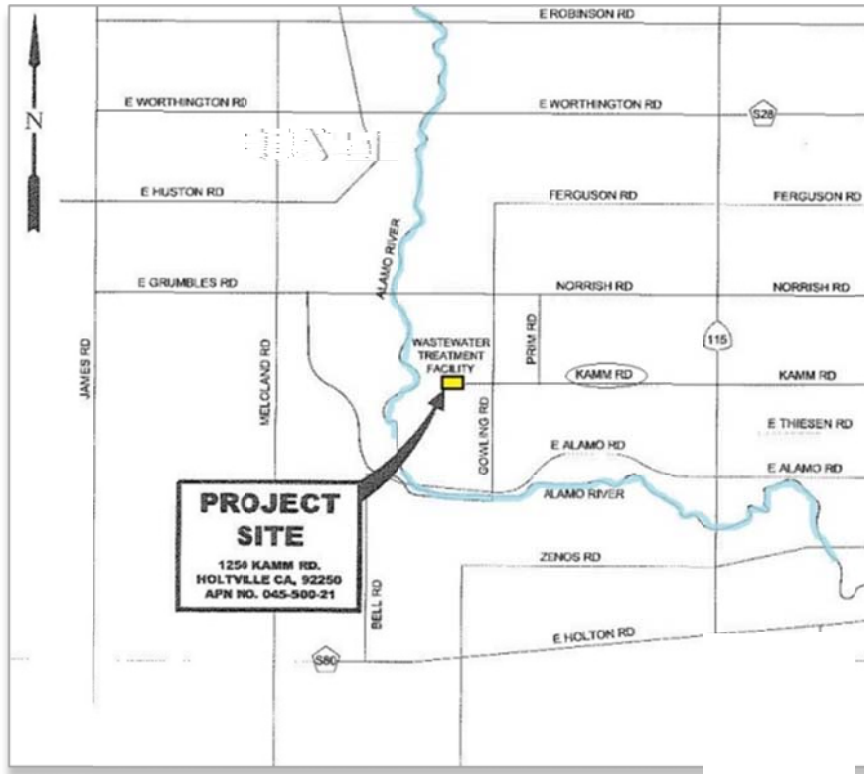 E ROBINSON RD
N
E WORTHINGTON RD
E WORTHINGTON RD
S28
E HUSTON RD
FERGUSON RD
FERGUSON RD
ALAMO RIVER
E GRUMBLES RD
NORRISH RD
NORRISH RD
JAMES RD
MELOLAND RD
WASTEWATER
TREATMENT
FACILITY
PRIM RD
115
KAMM RD
KAMM RD
GOWLING RD
E THIESEN RD
E ALAMO RD
E ALAMO RD
ALAMO RIVER
PROJECT
SITE
1250 KAMM RD.
HOLTVILLE CA, 92250
APN NO. 045-500-21
BELL RD
ZENOS RD
E HOLTON RD
S80